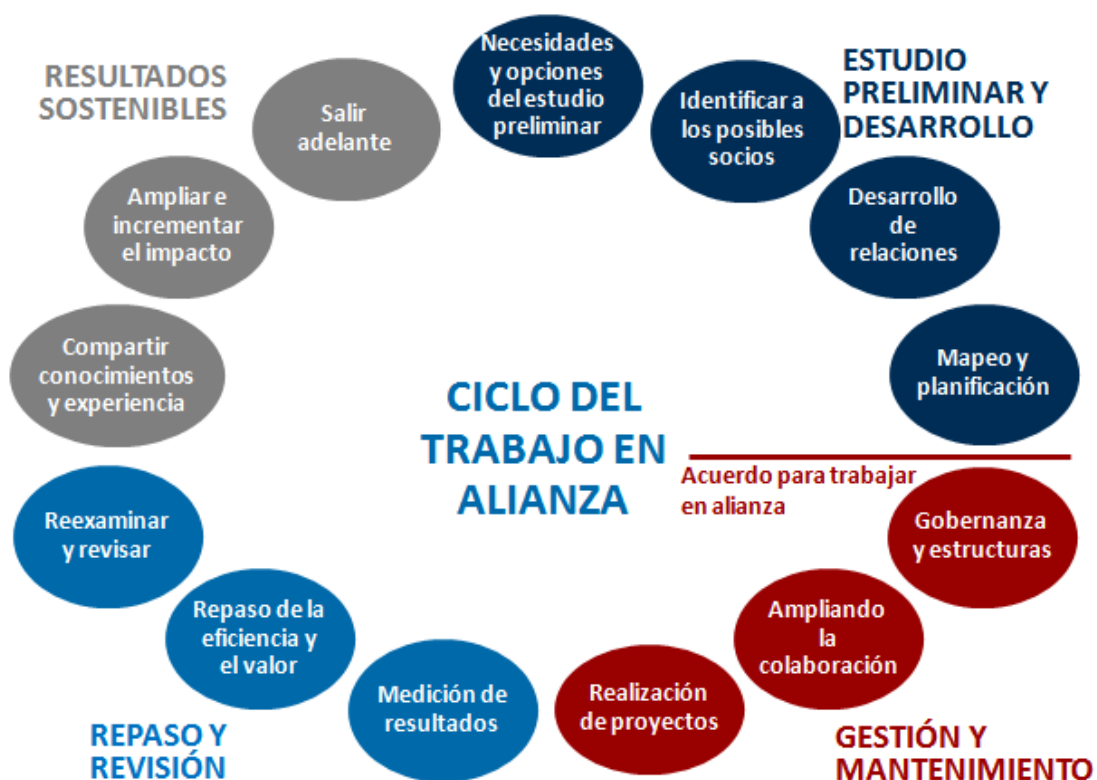 RESULTADOS
SOSTENIBLES
Salir
adelante
Necesidades
y opciones
del estudio
preliminar
Identificar a
los posibles
socios
ESTUDIO
PRELIMINAR Y
DESARROLLO
Ampliar e
incrementar
el impacto
Desarrollo
de
relaciones
Compartir
conocimientos
y experiencia
Mapeo y
planificación
CICLO DEL
TRABAJO EN
ALIANZA
Acuerdo para trabajar
en alianza
Reexaminar
y revisar
Gobernanza
y estructuras
Repaso de la
eficiencia y
el valor
Ampliando
la
colaboración
Medición de
resultados
Realización
de proyectos
REPASO Y
REVISIÓN
GESTIÓN Y
MANTENIMIENTO